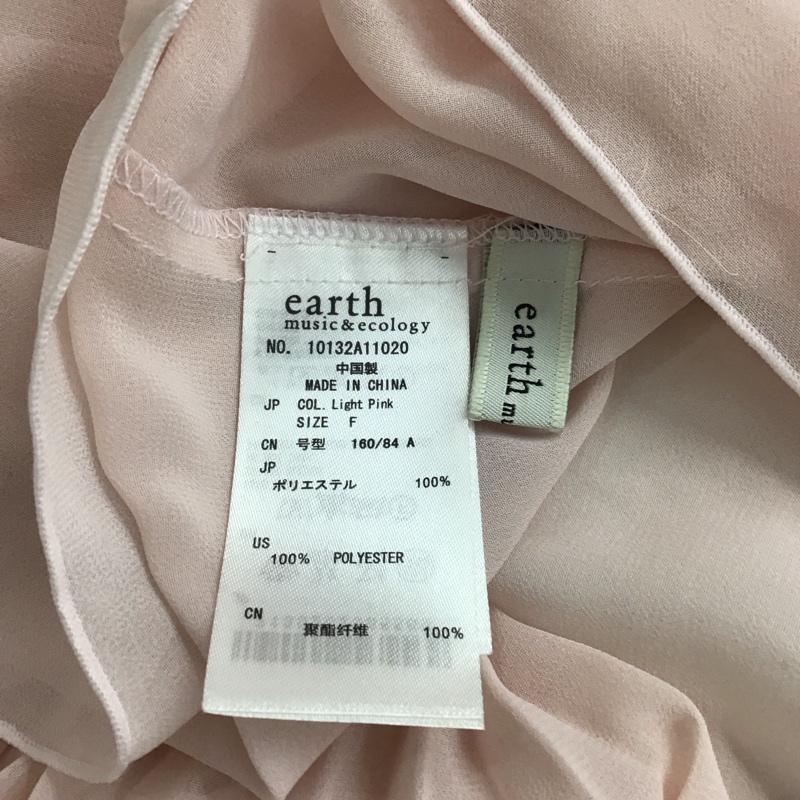 earth
music&ecology
NO. 10132A11020
中国製
MADE IN CHINA
JP COL. Light Pink
SIZE F
CN 号型 160/84 A
JP
ポリエステル 100%
US
100% POLYESTER
CN
聚酯纤维 100%
earth
mu